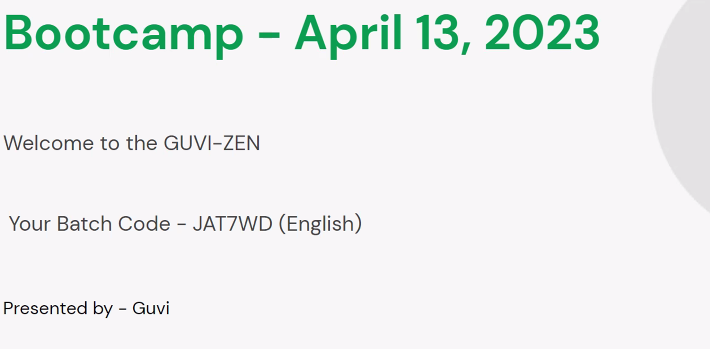 Bootcamp - April 13, 2023
Welcome to the GUVI-ZEN
Your Batch Code - JAT7WD (English)
Presented by - Guvi